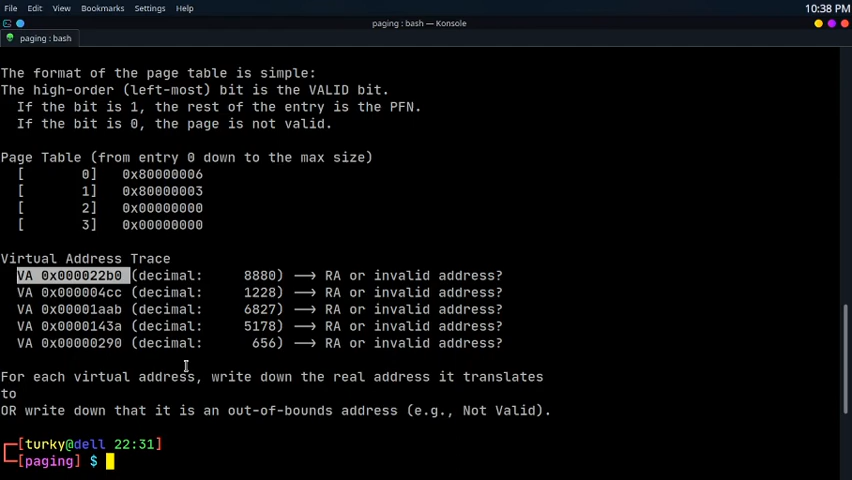 File Edit View Bookmarks Settings Help 10:38 PM
paging : bash — Konsole
paging : bash
The format of the page table is simple:
The high-order (left-most) bit is the VALID bit.
If the bit is 1, the rest of the entry is the PFN.
If the bit is 0, the page is not valid.
Page Table (from entry 0 down to the max size)
[ 0] 0x80000006
[ 1] 0x80000003
[ 2] 0x00000000
[ 3] 0x00000000
Virtual Address Trace
VA 0x000022b0 (decimal: 8880) --> RA or invalid address?
VA 0x000004cc (decimal: 1228) --> RA or invalid address?
VA 0x00001aab (decimal: 6827) --> RA or invalid address?
VA 0x0000143a (decimal: 5178) --> RA or invalid address?
VA 0x00000290 (decimal: 656) --> RA or invalid address?
For each virtual address, write down the real address it translates
to
OR write down that it is an out-of-bounds address (e.g., Not Valid).
[turky@dell 22:31]
[paging] $